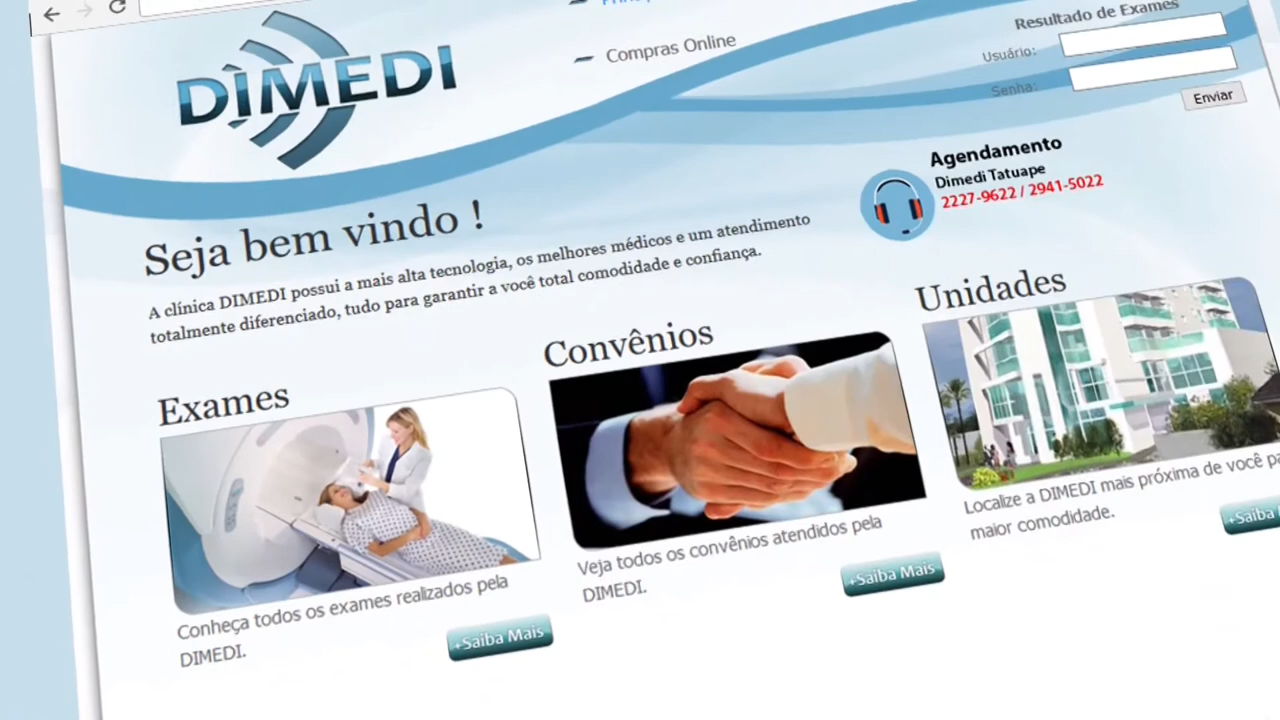 DIMEDI
Compras Online
Resultado de Exames
Usuário:
Senha:
Enviar
Agendamento
Dimedi Tatuape
2227-9622 / 2941-5022
Seja bem vindo !
A clínica DIMEDI possui a mais alta tecnologia, os melhores médicos e um atendimento
totalmente diferenciado, tudo para garantir a você total comodidade e confiança.
Exames
Conheça todos os exames realizados pela
DIMEDI.
+Saiba Mais
Convênios
Veja todos os convênios atendidos pela
DIMEDI.
+Saiba Mais
Unidades
Localize a DIMEDI mais próxima de você
maior comodidade.
+Saiba